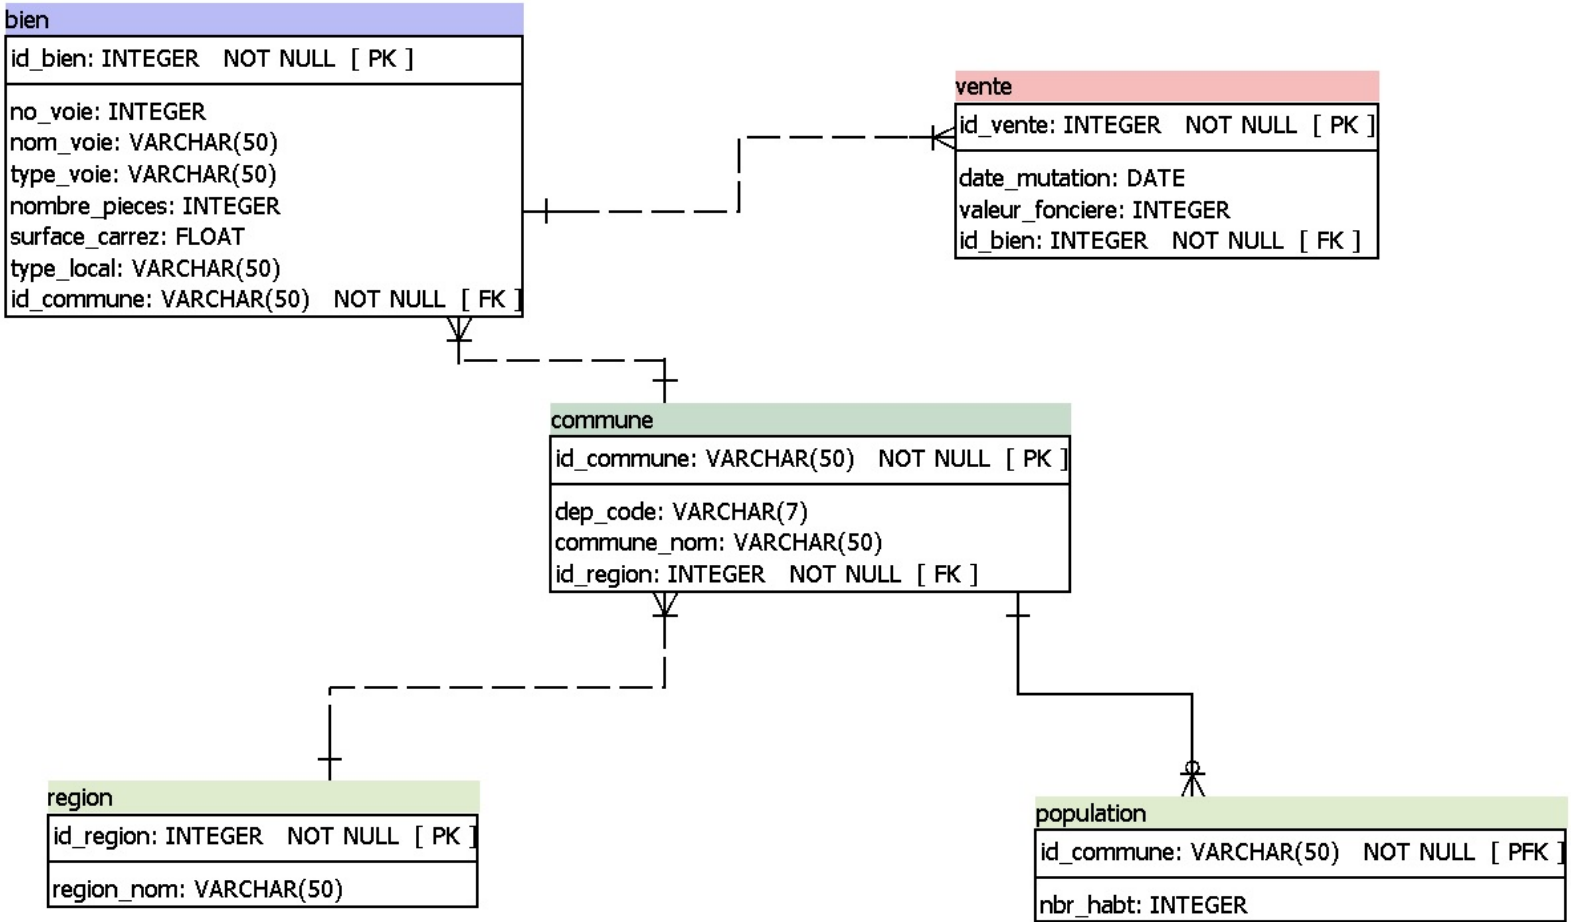 bien
id_bien: INTEGER NOT NULL [ PK ]
no_voie: INTEGER
nom_voie: VARCHAR(50)
type_voie: VARCHAR(50)
nombre_pieces: INTEGER
surface_carrez: FLOAT
type_local: VARCHAR(50)
id_commune: VARCHAR(50) NOT NULL [ FK ]
vente
id_vente: INTEGER NOT NULL [ PK ]
date_mutation: DATE
valeur_fonciere: INTEGER
id_bien: INTEGER NOT NULL [ FK ]
commune
id_commune: VARCHAR(50) NOT NULL [ PK ]
dep_code: VARCHAR(7)
commune_nom: VARCHAR(50)
id_region: INTEGER NOT NULL [ FK ]
region
id_region: INTEGER NOT NULL [ PK ]
region_nom: VARCHAR(50)
population
id_commune: VARCHAR(50) NOT NULL [ PFK ]
nbr_habt: INTEGER